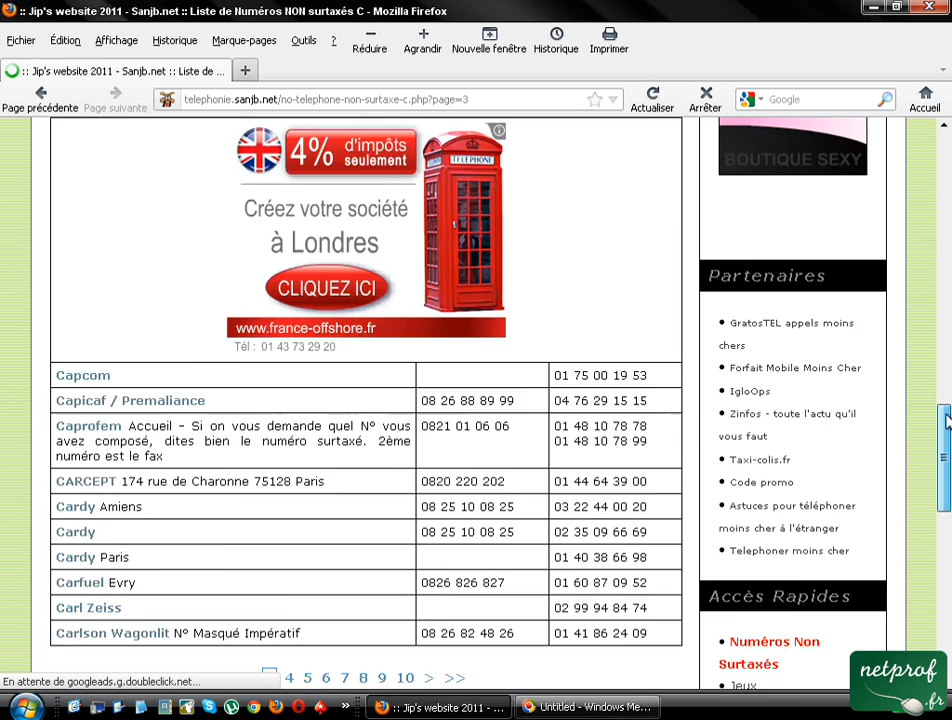 :: Jip's website 2011 - Sanjb.net :: Liste de Numéros NON surtaxés C - Mozilla Firefox
Fichier Édition Affichage Historique Marque-pages Outils ? Réduire Agrandir Nouvelle fenêtre Historique Imprimer
:: Jip's website 2011 - Sanjb.net :: Liste de ... +
Page précédente Page suivante telephonie.sanjb.net/no-telephone-non-surtaxe-c.php?page=3 Actualiser Arrêter Google Accueil
4% d'impôts seulement
TELEPHONE
Créez votre société
à Londres
CLIQUEZ ICI
www.france-offshore.fr
Tél : 01 43 73 29 20
Capcom 01 75 00 19 53
Capicaf / Premaliance 08 26 88 89 99 04 76 29 15 15
Caprofem Accueil - Si on vous demande quel N° vous 0821 01 06 06 01 48 10 78 78
avez composé, dites bien le numéro surtaxé. 2ème 01 48 10 78 99
numéro est le fax
CARCEPT 174 rue de Charonne 75128 Paris 0820 220 202 01 44 64 39 00
Cardy Amiens 08 25 10 08 25 03 22 44 00 20
Cardy 08 25 10 08 25 02 35 09 66 69
Cardy Paris 01 40 38 66 98
Carfuel Evry 0826 826 827 01 60 87 09 52
Carl Zeiss 02 99 94 84 74
Carlson Wagonlit N° Masqué Impératif 08 26 82 48 26 01 41 86 24 09
4 5 6 7 8 9 10 > >>
BOUTIQUE SEXY
Partenaires
GratosTEL appels moins
chers
Forfait Mobile Moins Cher
IgloOps
Zinfos - toute l'actu qu'il
vous faut
Taxi-colis.fr
Code promo
Astuces pour téléphoner
moins cher à l'étranger
Telephoner moins cher
Accès Rapides
Numéros Non
Surtaxés
Jeux
En attente de googleads.g.doubleclick.net...
netprof
.fr
:: Jip's website 2011 - ... Untitled - Windows Me...